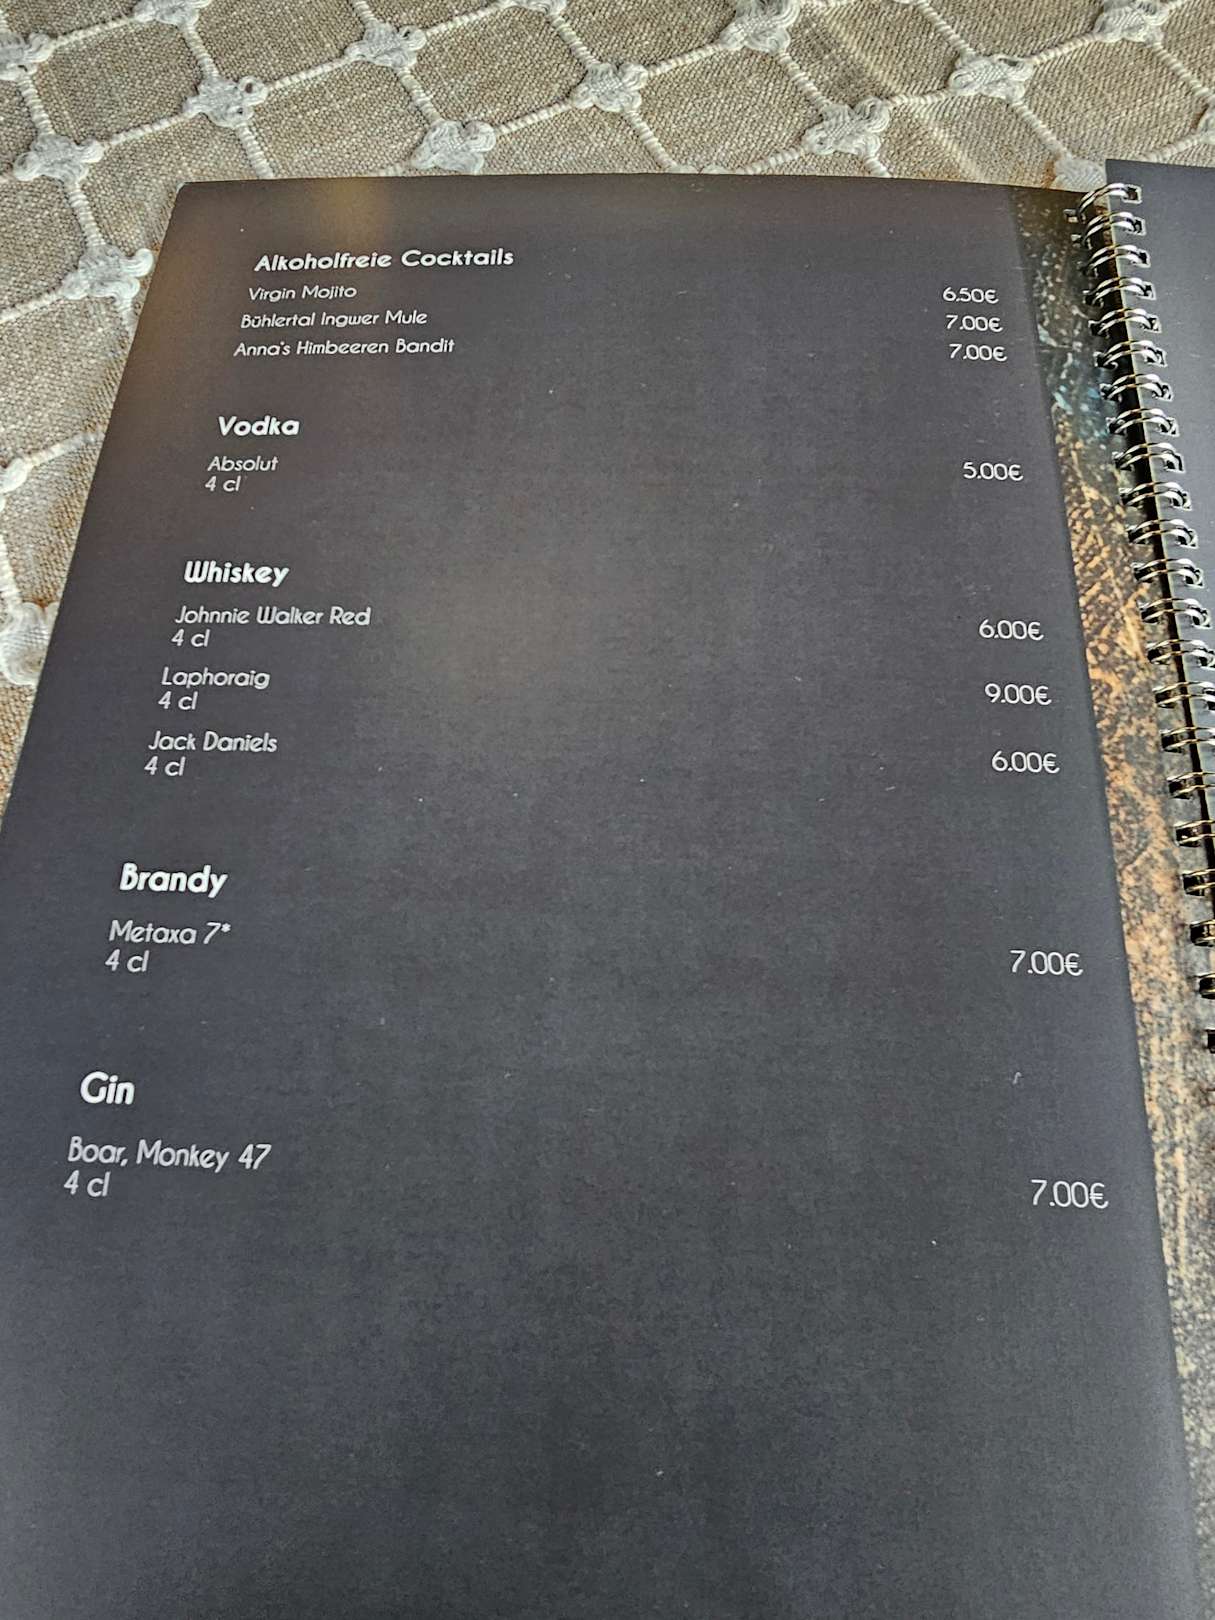 Alkoholfreie Cocktails
Virgin Mojito 6.50€
Bühlertal Ingwer Mule 7.00€
Anna's Himbeeren Bandit 7.00€
Vodka
Absolut
4 cl 5.00€
Whiskey
Johnnie Walker Red
4 cl 6.00€
Laphoraig
4 cl 9.00€
Jack Daniels
4 cl 6.00€
Brandy
Metaxa 7*
4 cl 7.00€
Gin
Boar, Monkey 47
4 cl 7.00€